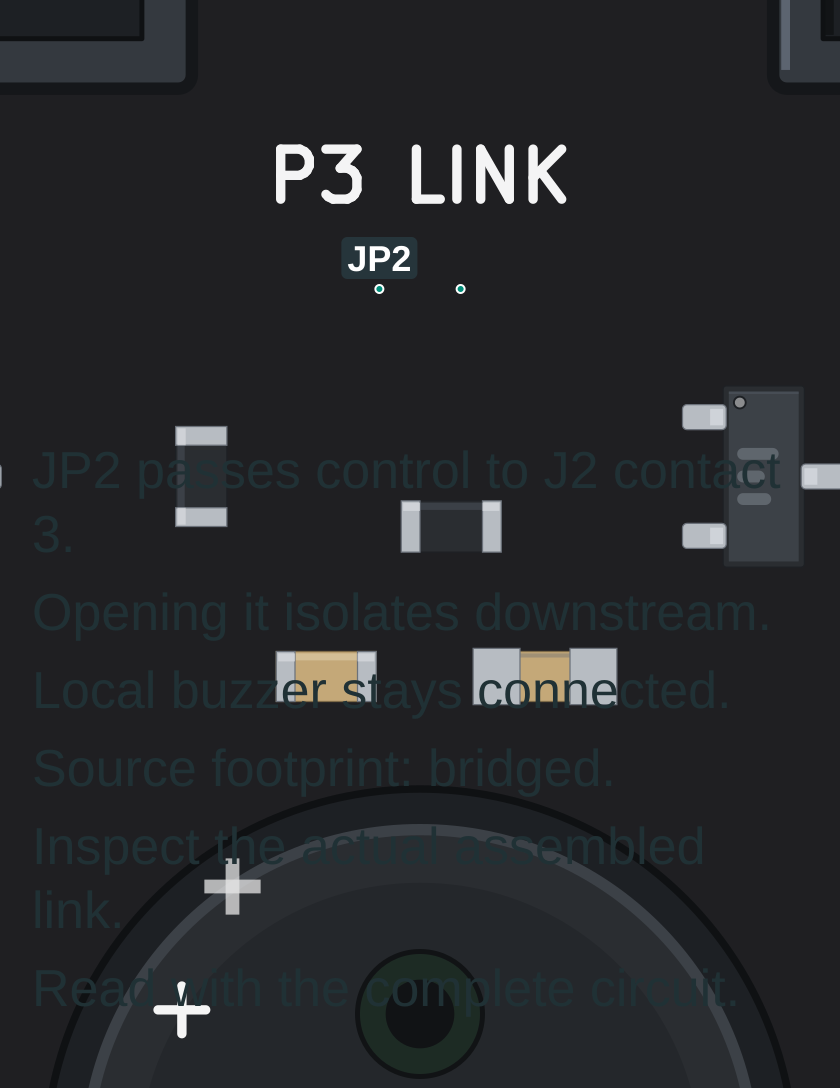 P3 LINK
JP2
JP2 passes control to J2 contact
3.
Opening it isolates downstream.
Local buzzer stays connected.
Source footprint: bridged.
Inspect the actual assembled
link.
Read with the complete circuit.